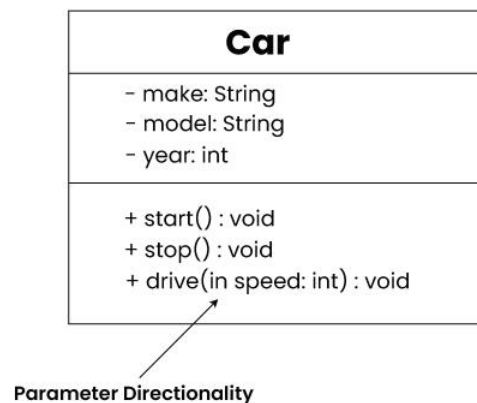 Car
- make: String
- model: String
- year: int
+ start() : void
+ stop() : void
+ drive(in speed: int) : void
Parameter Directionality